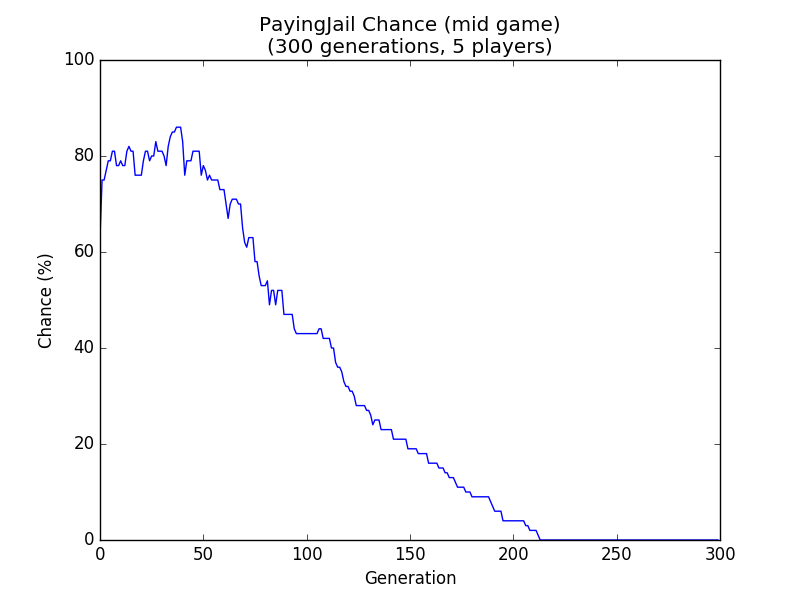 PayingJail Chance (mid game)
(300 generations, 5 players)
100
80
60
40
20
0
Chance (%)
0 50 100 150 200 250 300
Generation